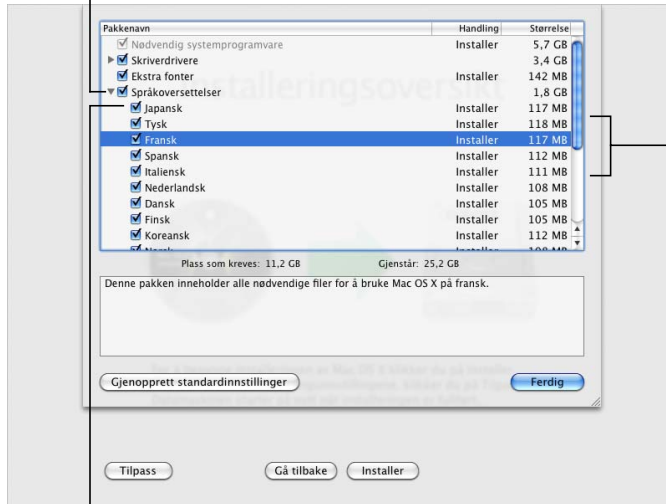 Pakkenavn Handling Størrelse
Nødvendig systemprogramvare Installer 5,7 GB
Skriverdrivere 3,4 GB
Ekstra fonter Installer 142 MB
Språkoversettelser 1,8 GB
Japansk Installer 117 MB
Tysk Installer 118 MB
Fransk Installer 117 MB
Spansk Installer 112 MB
Italiensk Installer 111 MB
Nederlandsk Installer 108 MB
Dansk Installer 105 MB
Finsk Installer 105 MB
Koreansk Installer 112 MB
Norsk Installer 108 MB
Plass som kreves: 11,2 GB Gjenstår: 25,2 GB
Denne pakken inneholder alle nødvendige filer for å bruke Mac OS X på fransk.
Gjenopprett standardinnstillinger Ferdig
Tilpass Gå tilbake Installer